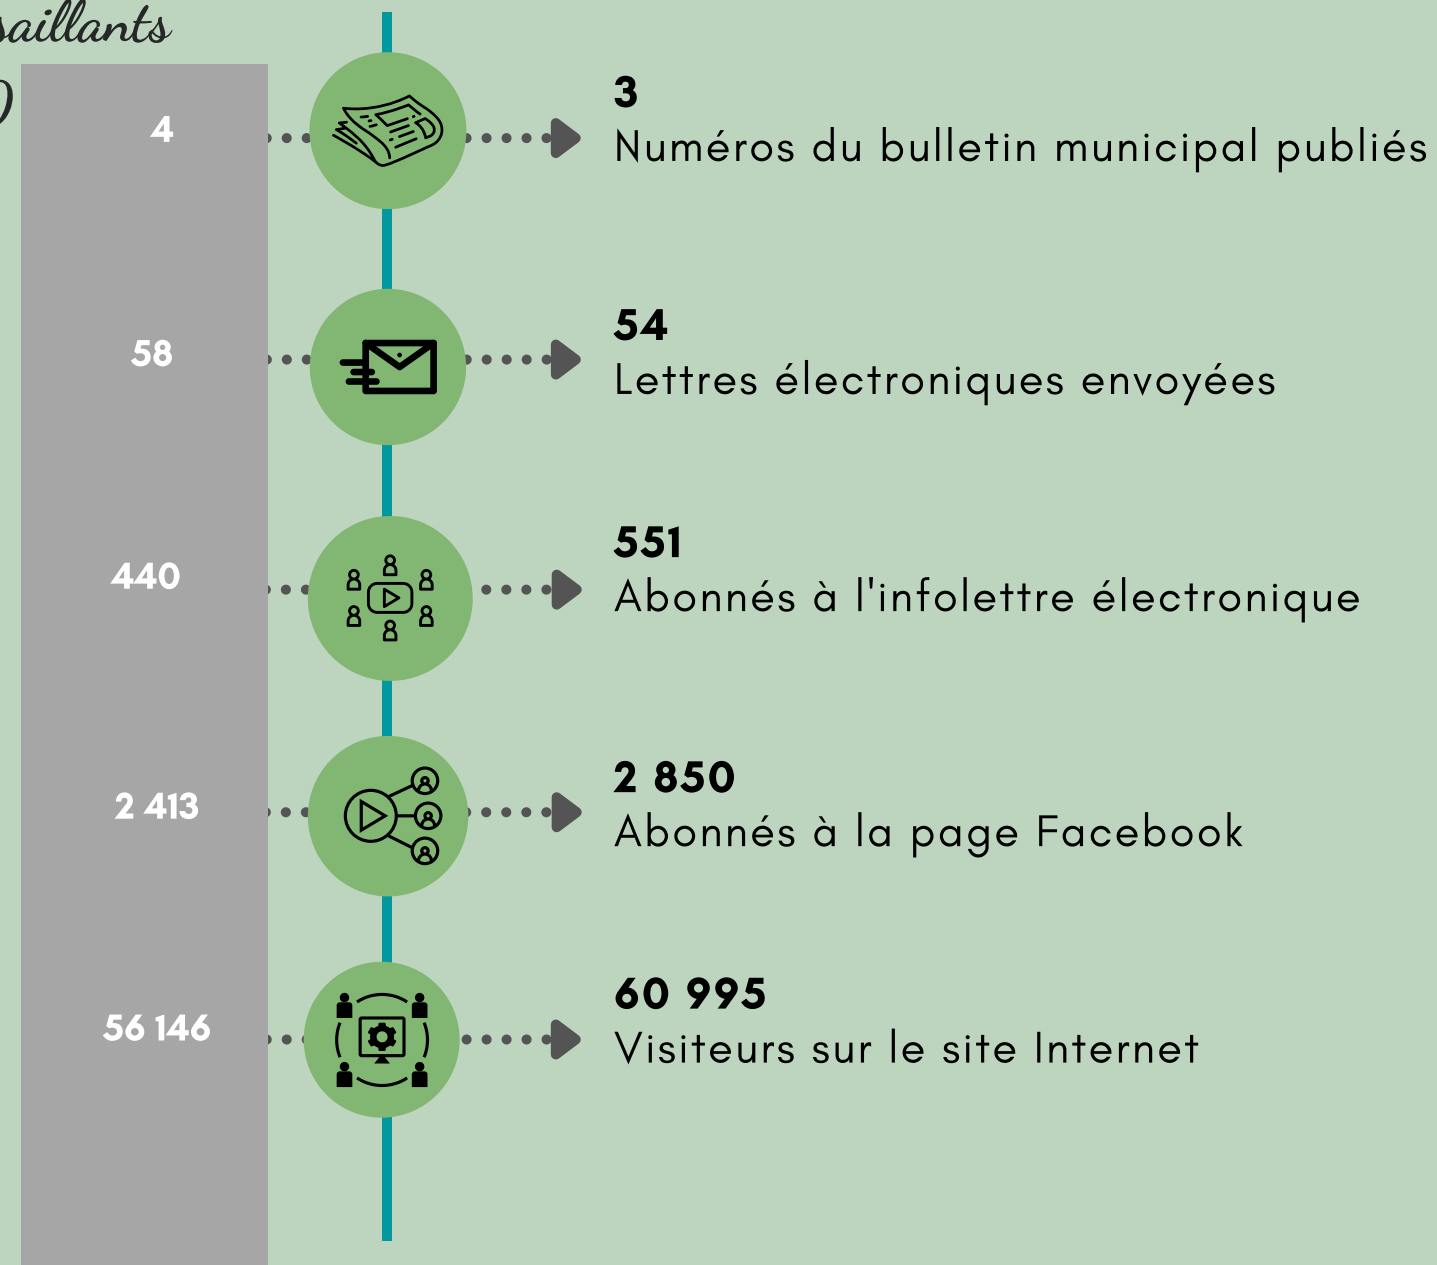 4
3
Numéros du bulletin municipal publiés
58
54
Lettres électroniques envoyées
440
551
Abonnés à l'infolettre électronique
2 413
2 850
Abonnés à la page Facebook
56 146
60 995
Visiteurs sur le site Internet